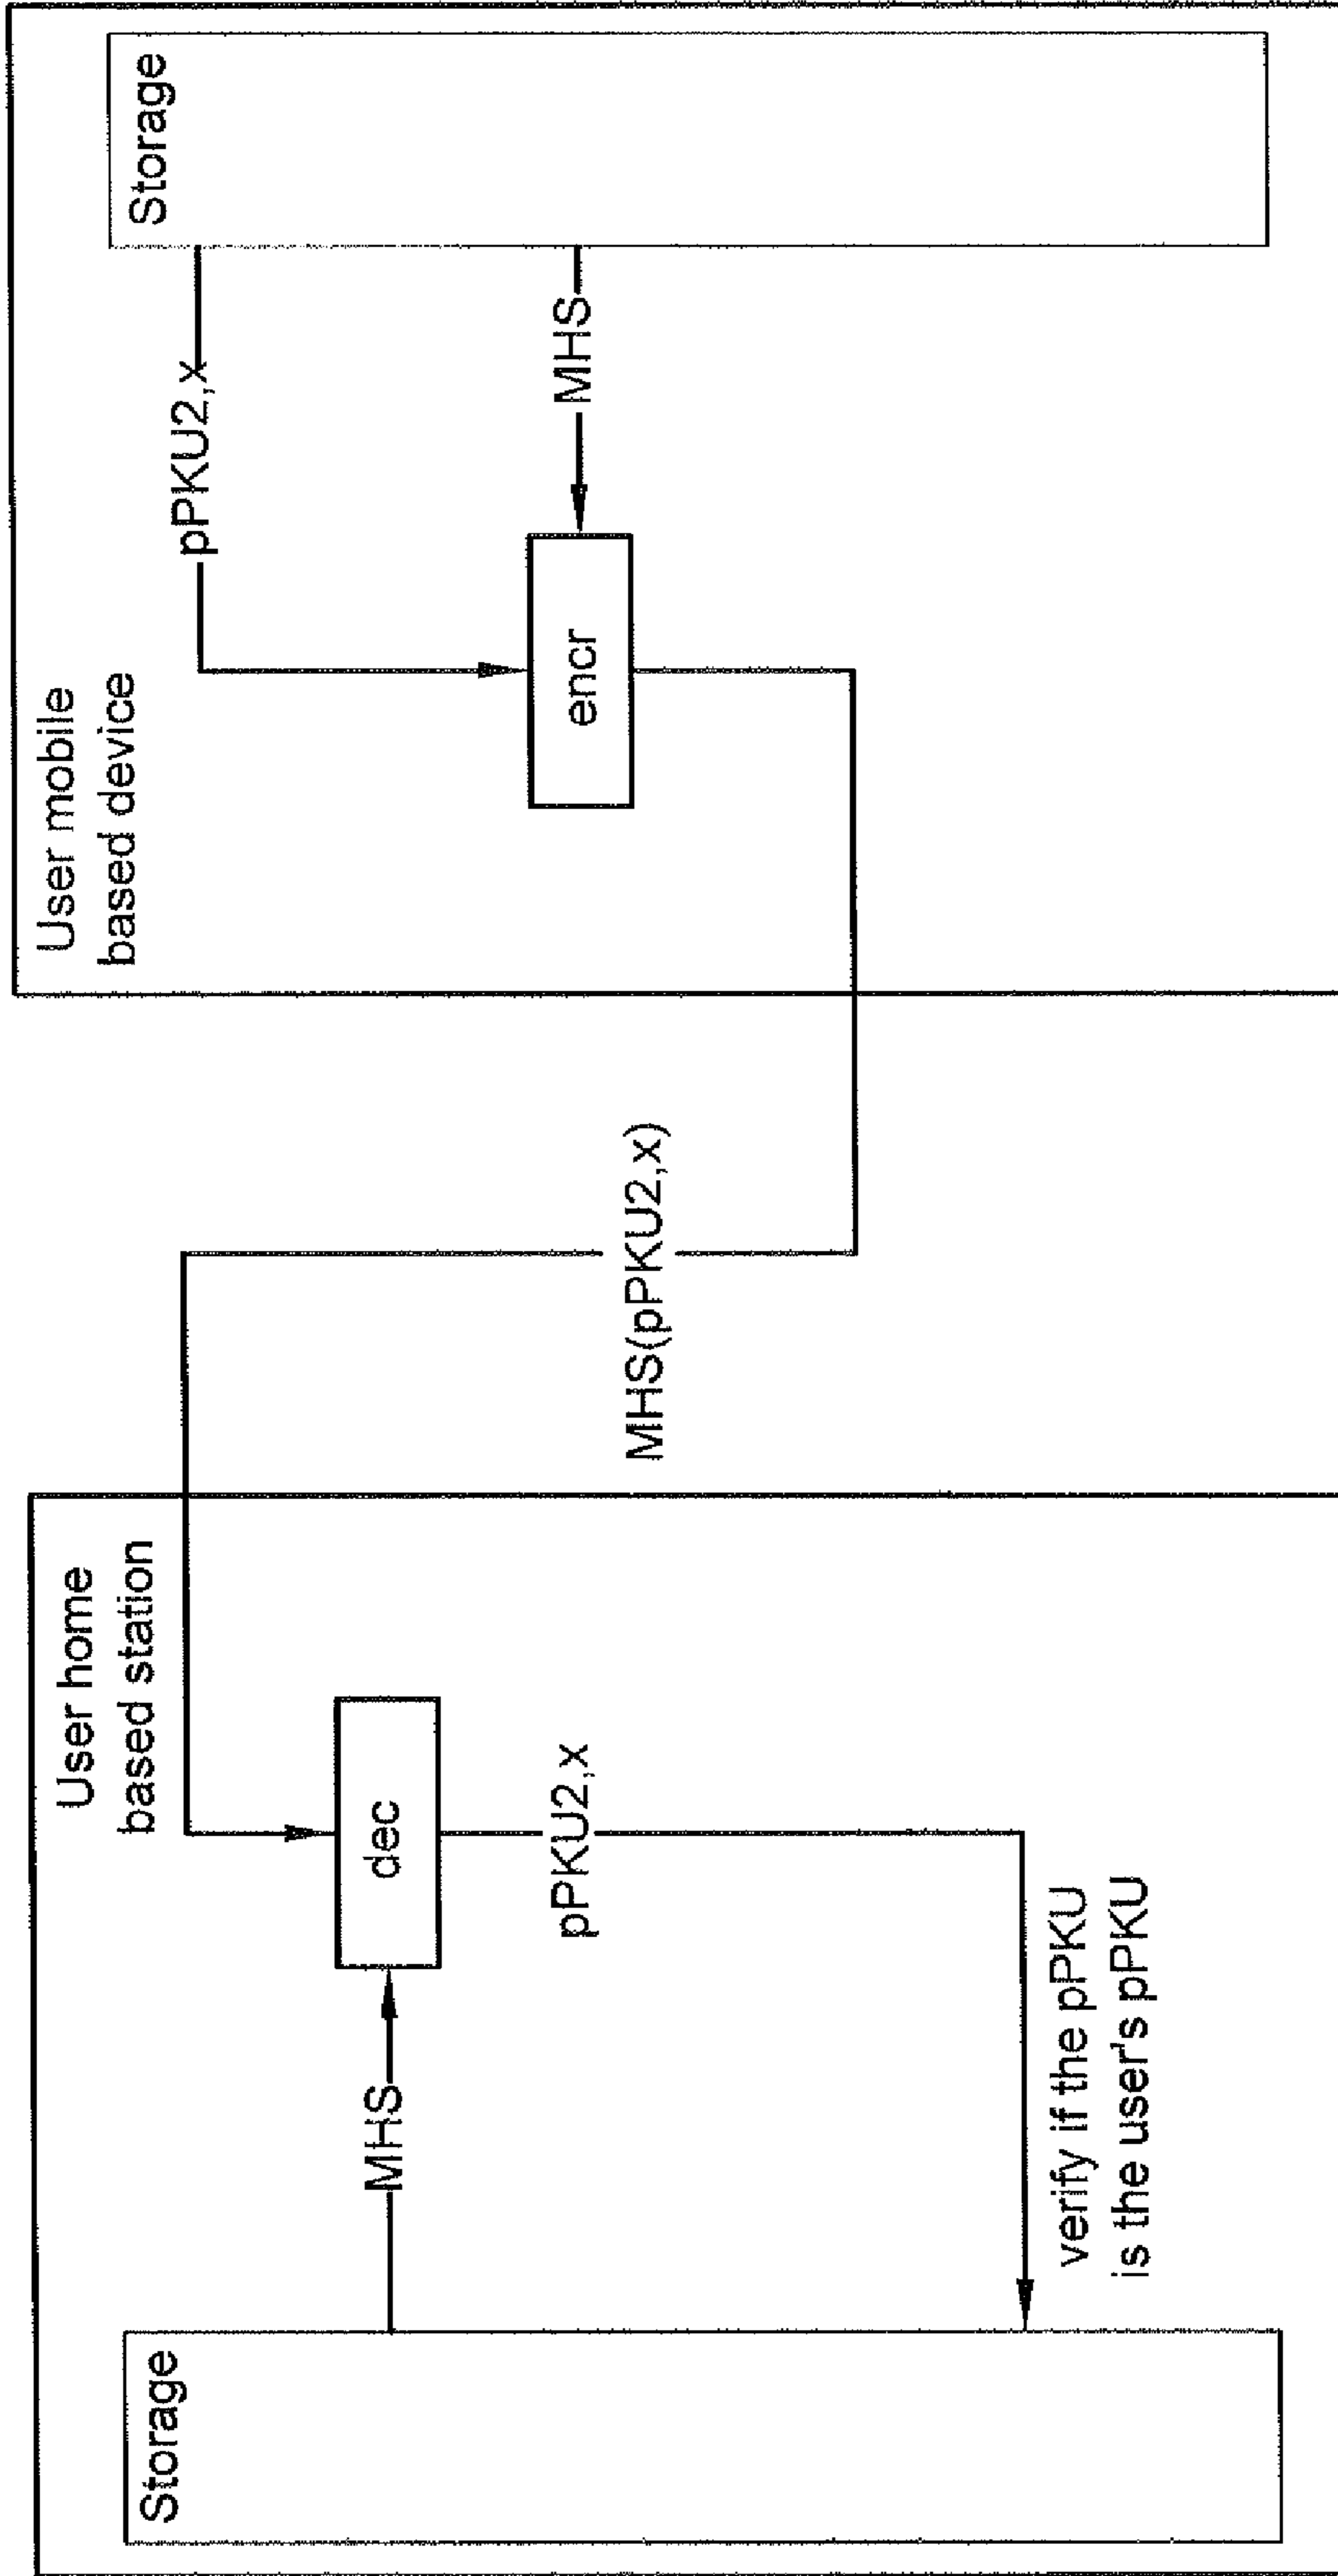 User home
based station
Storage
MHS
dec
pPKU2,x
verify if the pPKU
is the user's pPKU
MHS(pPKU2,x)
User mobile
based device
pPKU2,x
Storage
MHS
encr